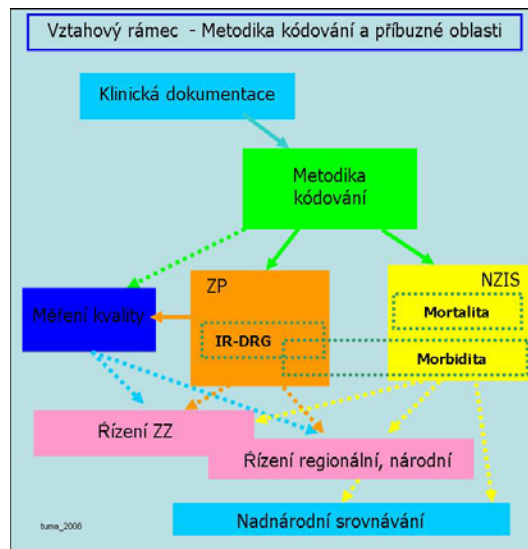 Vztahový rámec - Metodika kódování a příbuzné oblasti
Klinická dokumentace
Metodika
kódování
ZP
NZIS
Měření kvality
Mortalita
IR-DRG
Morbidita
Řízení ZZ
Řízení regionální, národní
Nadnárodní srovnávání
tuma_2008